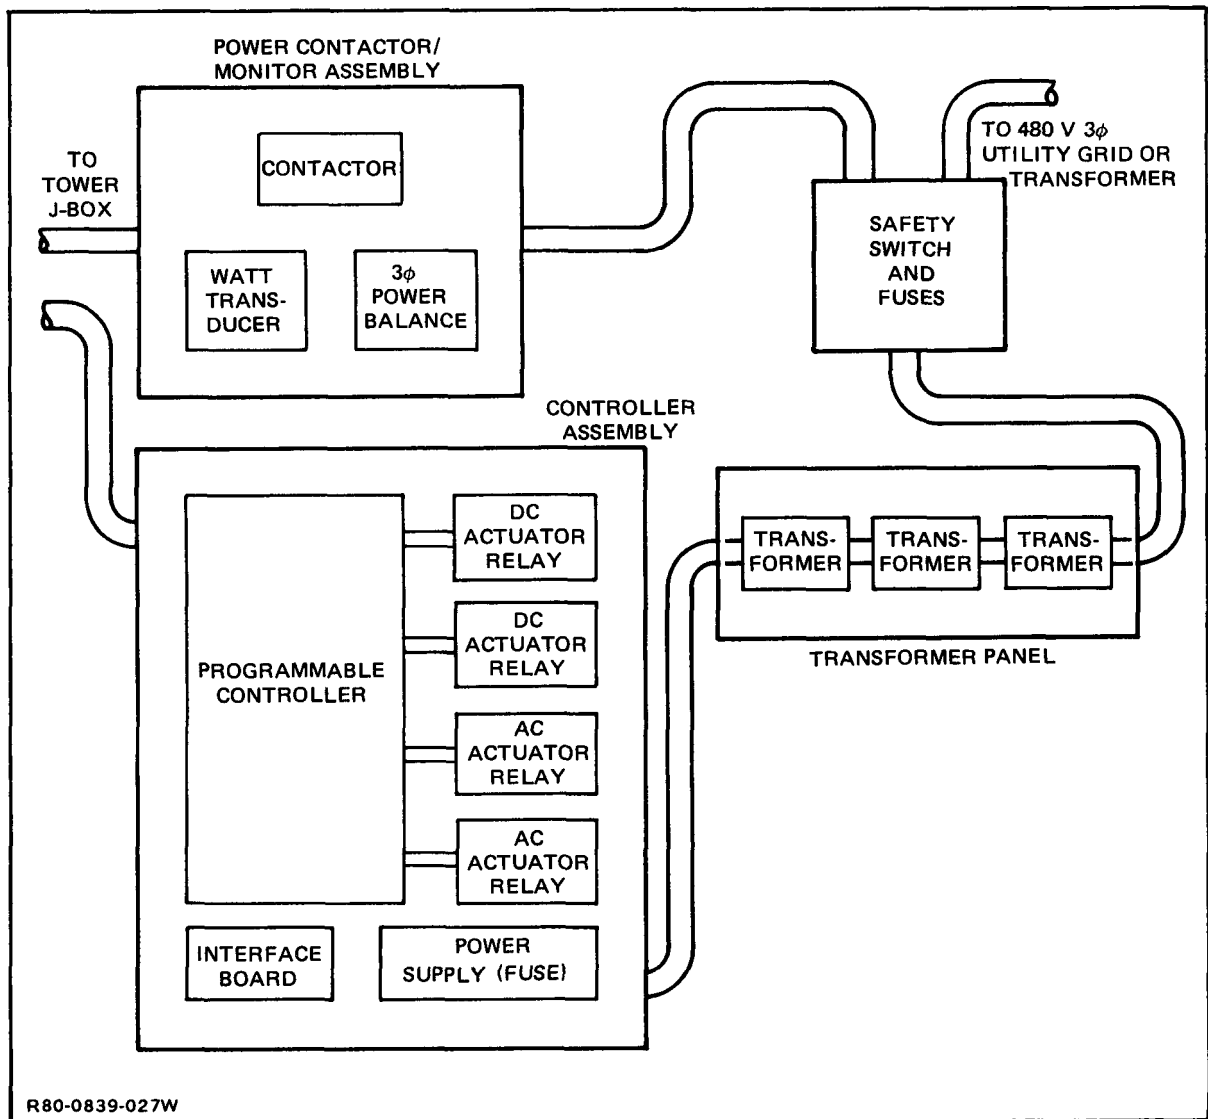 POWER CONTACTOR/
MONITOR ASSEMBLY
CONTACTOR
TO
TOWER
J-BOX
WATT
TRANS-
DUCER
3ϕ
POWER
BALANCE
TO 480 V 3ϕ
UTILITY GRID OR
TRANSFORMER
SAFETY
SWITCH
AND
FUSES
CONTROLLER
ASSEMBLY
PROGRAMMABLE
CONTROLLER
DC
ACTUATOR
RELAY
DC
ACTUATOR
RELAY
AC
ACTUATOR
RELAY
AC
ACTUATOR
RELAY
INTERFACE
BOARD
POWER
SUPPLY (FUSE)
TRANS-
FORMER
TRANS-
FORMER
TRANS-
FORMER
TRANSFORMER PANEL
R80-0839-027W